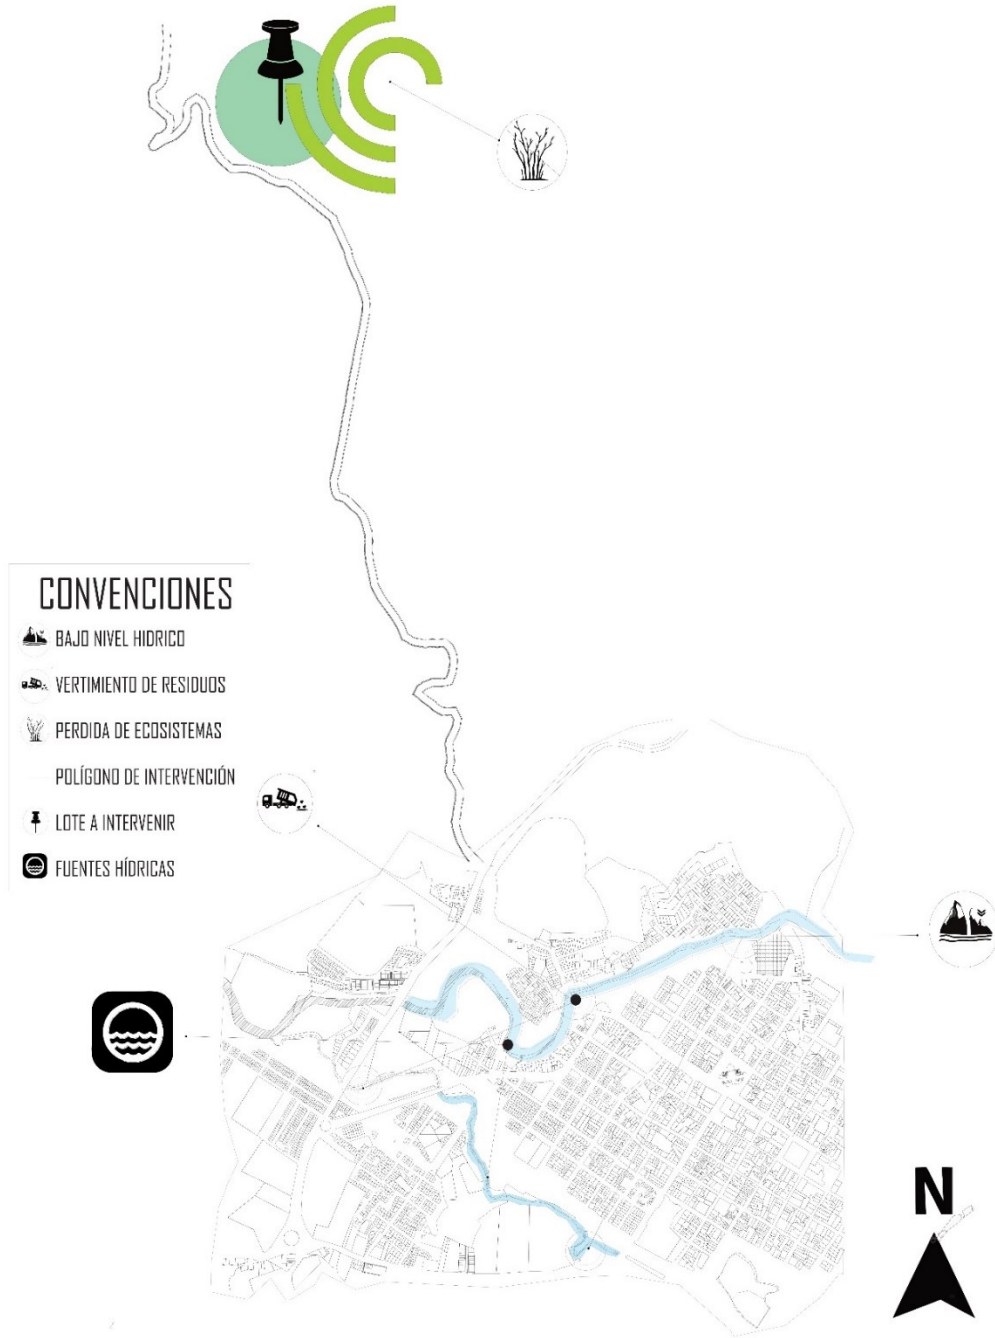 CONVENCIONES
BAJO NIVEL HIDRICO
VERTIMIENTO DE RESIDUOS
PERDIDA DE ECOSISTEMAS
POLÍGONO DE INTERVENCIÓN
LOTE A INTERVENIR
FUENTES HÍDRICAS
N